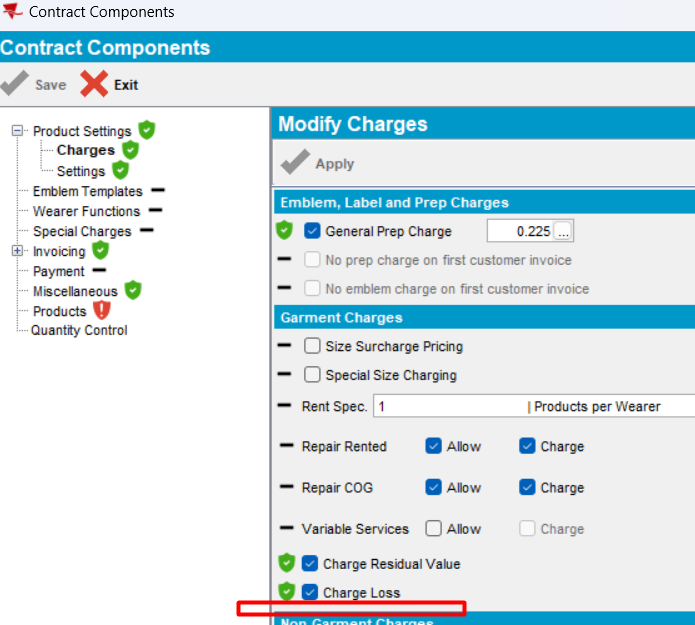 Contract Components
Contract Components
Save Exit
Product Settings
Charges
Settings
Emblem Templates
Wearer Functions
Special Charges
Invoicing
Payment
Miscellaneous
Products
Quantity Control
Modify Charges
Apply
Emblem, Label and Prep Charges
General Prep Charge 0.225 ...
No prep charge on first customer invoice
No emblem charge on first customer invoice
Garment Charges
Size Surcharge Pricing
Special Size Charging
Rent Spec. 1 | Products per Wearer
Repair Rented Allow Charge
Repair COG Allow Charge
Variable Services Allow Charge
Charge Residual Value
Charge Loss
Non-Garment Charges